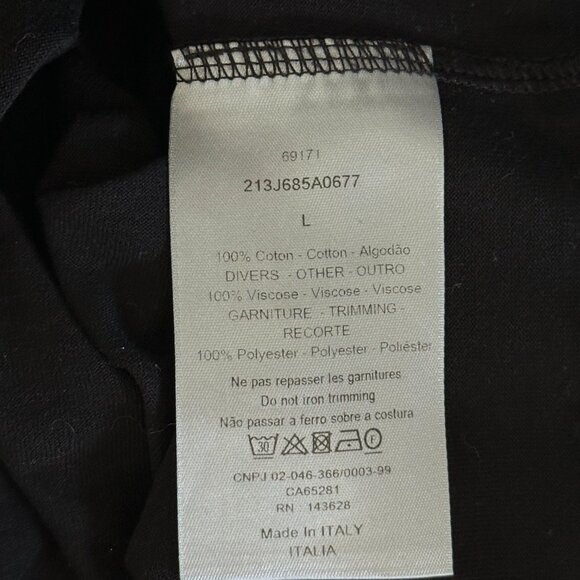 69171
213J685A0677
L
100% Coton - Cotton - Algodão
DIVERS - OTHER - OUTRO
100% Viscose - Viscose - Viscose
GARNITURE - TRIMMING -
RECORTE
100% Polyester - Polyester - Poliéster
Ne pas repasser les garnitures
Do not iron trimming
Não passar a ferro sobre a costura
30 F
CNPJ 02-046-366/0003-99
CA65281
RN : 143628
Made In ITALY
ITALIA